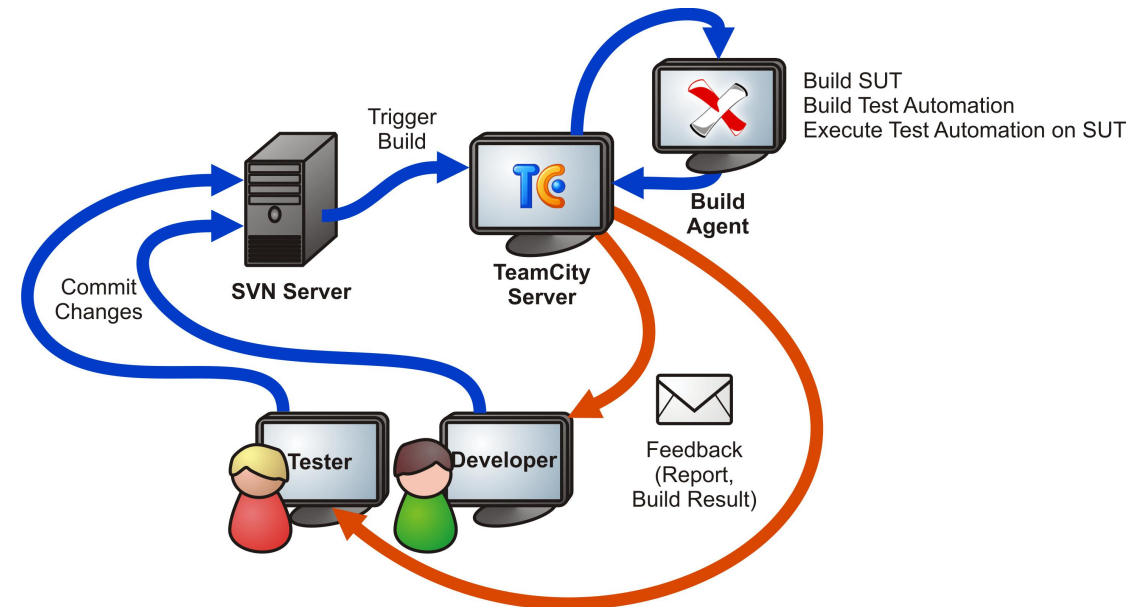 Build SUT
Build Test Automation
Execute Test Automation on SUT
Trigger
Build
TC
Build
Agent
TeamCity
Server
SVN Server
Commit
Changes
Tester
Developer
Feedback
(Report,
Build Result)